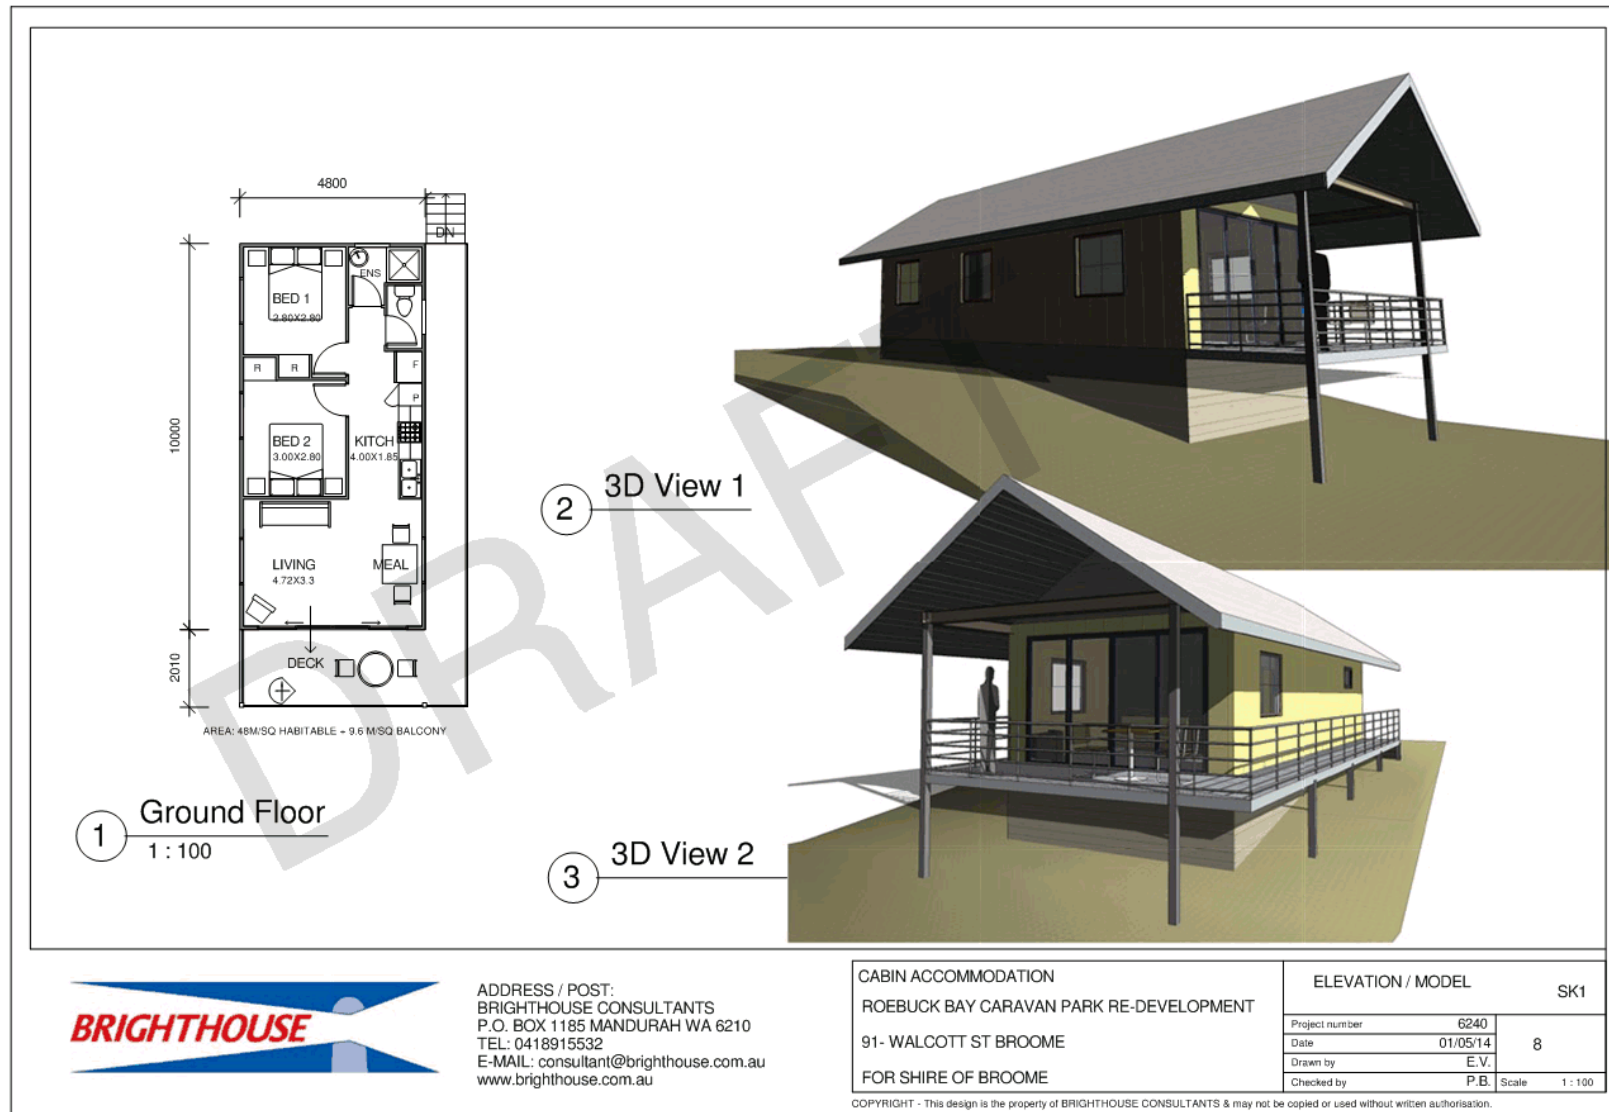 4800
DN
ENS
BED 1
2.80X2.80
R
R
F
P
10000
BED 2
3.00X2.80
KITCH
4.00X1.85
LIVING
4.72X3.3
MEAL
2010
DECK
AREA: 48M/SQ HABITABLE + 9.6 M/SQ BALCONY
1
Ground Floor
1 : 100
2
3D View 1
3
3D View 2
DRAFT
BRIGHTHOUSE
ADDRESS / POST:
BRIGHTHOUSE CONSULTANTS
P.O. BOX 1185 MANDURAH WA 6210
TEL: 0418915532
E-MAIL: consultant@brighthouse.com.au
www.brighthouse.com.au
CABIN ACCOMMODATION
ROEBUCK BAY CARAVAN PARK RE-DEVELOPMENT
91- WALCOTT ST BROOME
FOR SHIRE OF BROOME
ELEVATION / MODEL
SK1
Project number 6240
Date 01/05/14
Drawn by E.V.
Checked by P.B.
8
Scale 1 : 100
COPYRIGHT - This design is the property of BRIGHTHOUSE CONSULTANTS & may not be copied or used without written authorisation.